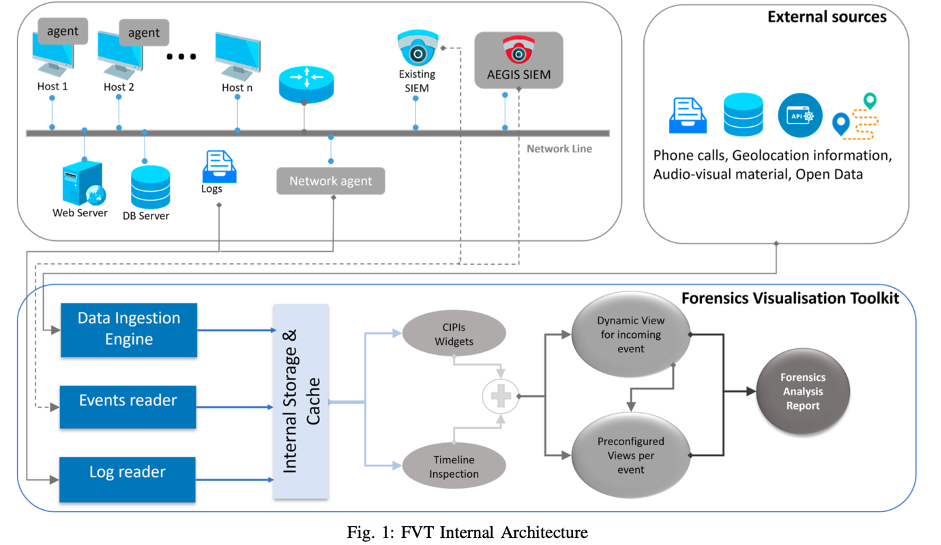 agent
agent
Host 1
Host 2
Host n
Existing
SIEM
AEGIS SIEM
Network Line
Web Server
DB Server
Logs
Network agent
External sources
API
Phone calls, Geolocation information,
Audio-visual material, Open Data
Forensics Visualisation Toolkit
Data Ingestion
Engine
Events reader
Log reader
Internal Storage &
Cache
CIPIs
Widgets
Timeline
Inspection
Dynamic View
for incoming
event
Preconfigured
Views per
event
Forensics
Analysis
Report
Fig. 1: FVT Internal Architecture